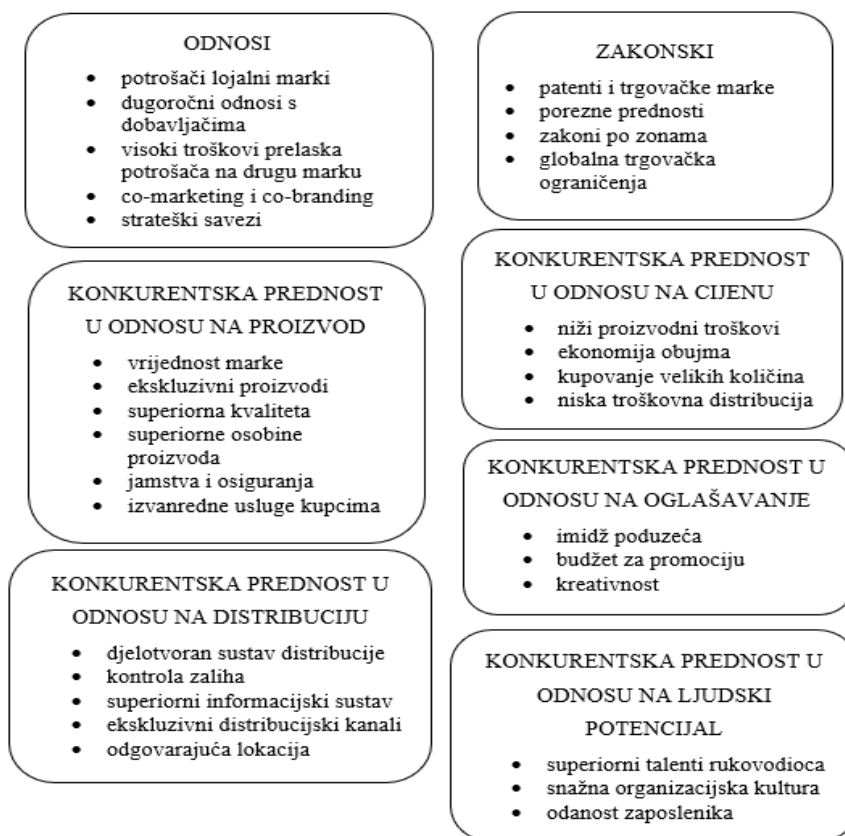 ODNOSI
• potrošači lojalni marki
• dugoročni odnosi s
dobavljačima
• visoki troškovi prelaska
potrošača na drugu marku
• co-marketing i co-branding
• strateški savezi
ZAKONSKI
• patenti i trgovačke marke
• porezne prednosti
• zakoni po zonama
• globalna trgovačka
ograničenja
KONKURENTSKA PREDNOST
U ODNOSU NA PROIZVOD
• vrijednost marke
• ekskluzivni proizvodi
• superiorna kvaliteta
• superiorne osobine
proizvoda
• jamstva i osiguranja
• izvanredne usluge kupcima
KONKURENTSKA PREDNOST
U ODNOSU NA CIJENU
• niži proizvodni troškovi
• ekonomija obujma
• kupovanje velikih količina
• niska troškovna distribucija
KONKURENTSKA PREDNOST U
ODNOSU NA OGLAŠAVANJE
• imidž poduzeća
• budžet za promociju
• kreativnost
KONKURENTSKA PREDNOST U
ODNOSU NA DISTRIBUCIJU
• djelotvoran sustav distribucije
• kontrola zaliha
• superiorni informacijski sustav
• ekskluzivni distribucijski kanali
• odgovarajuća lokacija
KONKURENTSKA PREDNOST U
ODNOSU NA LJUDSKI
POTENCIJAL
• superiorni talenti rukovodioca
• snažna organizacijska kultura
• odanost zaposlenika